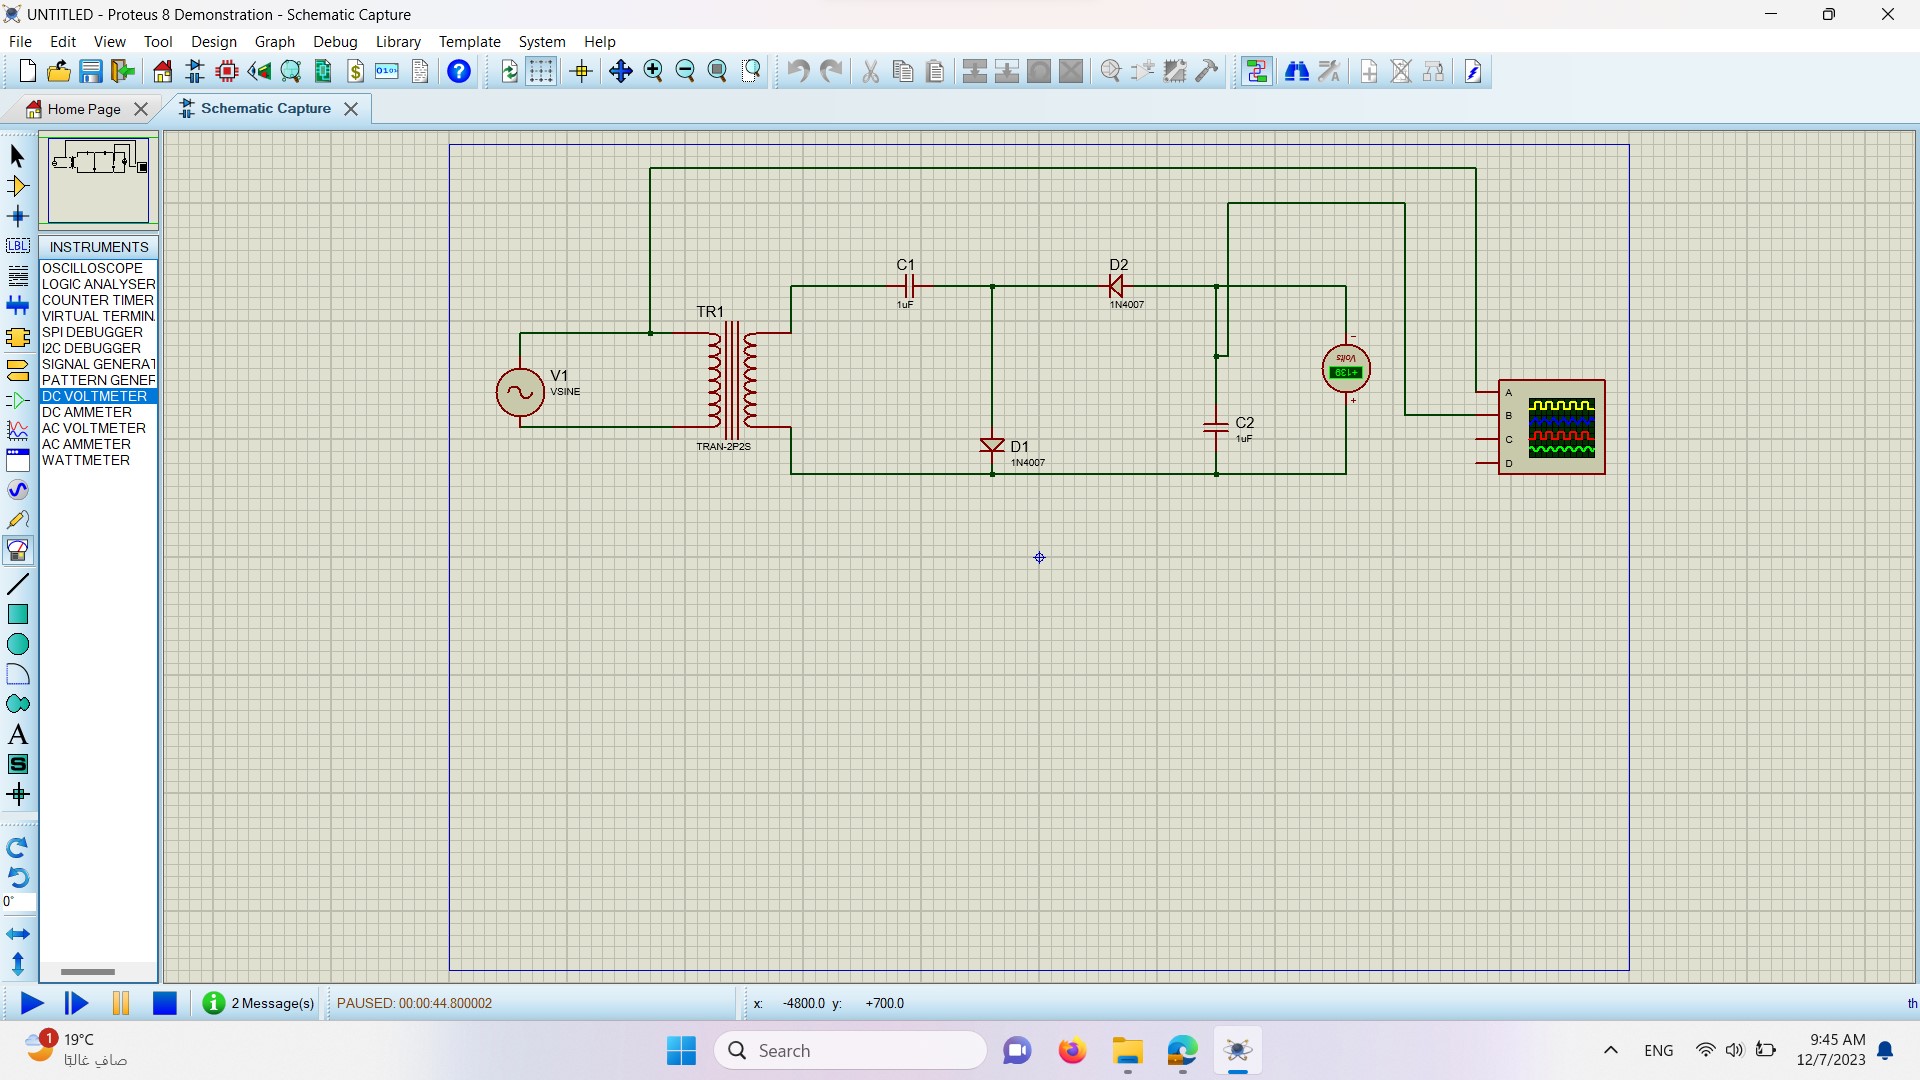 UNTITLED - Proteus 8 Demonstration - Schematic Capture
File Edit View Tool Design Graph Debug Library Template System Help
Home Page
Schematic Capture
INSTRUMENTS
OSCILLOSCOPE
LOGIC ANALYSER
COUNTER TIMER
VIRTUAL TERMIN
SPI DEBUGGER
I2C DEBUGGER
SIGNAL GENERAT
PATTERN GENER
DC VOLTMETER
DC AMMETER
AC VOLTMETER
AC AMMETER
WATTMETER
LBL
A
S
0°
V1
VSINE
TR1
TRAN-2P2S
C1
1uF
D2
1N4007
D1
1N4007
C2
1uF
Volts
+139
A
B
C
D
2 Message(s)
PAUSED: 00:00:44.800002
x: -4800.0 y: +700.0
th
1
19°C
صافٍ غالبًا
Search
ENG
9:45 AM
12/7/2023